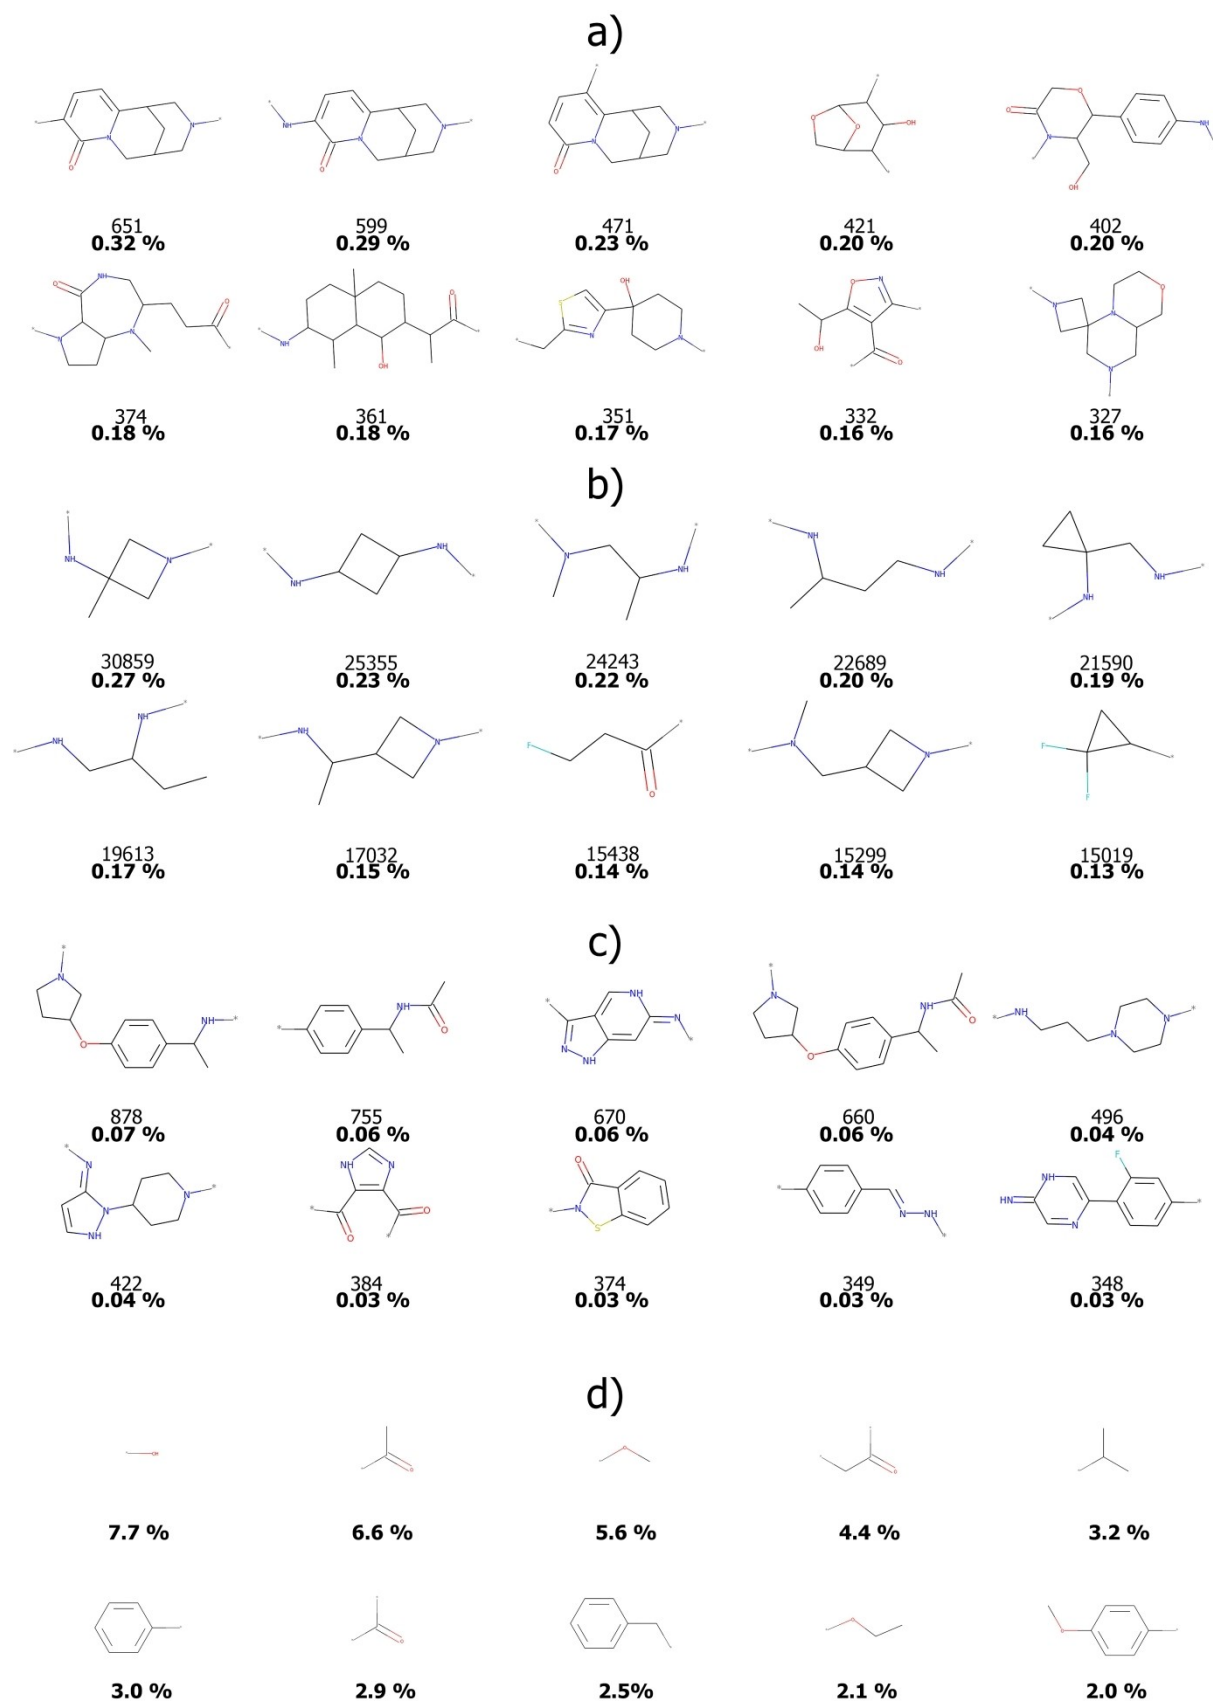 a)
651 599 471 421 402
0.32 % 0.29 % 0.23 % 0.20 % 0.20 %
374 361 351 332 327
0.18 % 0.18 % 0.17 % 0.16 % 0.16 %
b)
30859 25355 24243 22689 21590
0.27 % 0.23 % 0.22 % 0.20 % 0.19 %
19613 17032 15438 15299 15019
0.17 % 0.15 % 0.14 % 0.14 % 0.13 %
c)
878 755 670 660 496
0.07 % 0.06 % 0.06 % 0.06 % 0.04 %
422 384 374 349 348
0.04 % 0.03 % 0.03 % 0.03 % 0.03 %
d)
7.7 % 6.6 % 5.6 % 4.4 % 3.2 %
3.0 % 2.9 % 2.5% 2.1 % 2.0 %